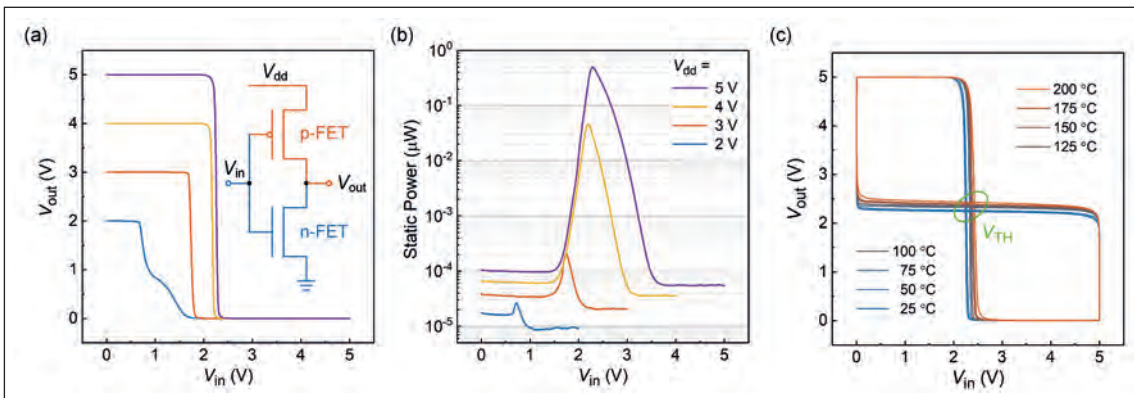 (a)
V_out (V)
5
4
3
2
1
0
0 1 2 3 4 5
V_in (V)
V_dd
p-FET
V_in
V_out
n-FET
(b)
Static Power (μW)
10^0
10^-1
10^-2
10^-3
10^-4
10^-5
0 1 2 3 4 5
V_in (V)
V_dd =
5 V
4 V
3 V
2 V
(c)
V_out (V)
5
4
3
2
1
0
0 1 2 3 4 5
V_in (V)
200 °C
175 °C
150 °C
125 °C
V_TH
100 °C
75 °C
50 °C
25 °C